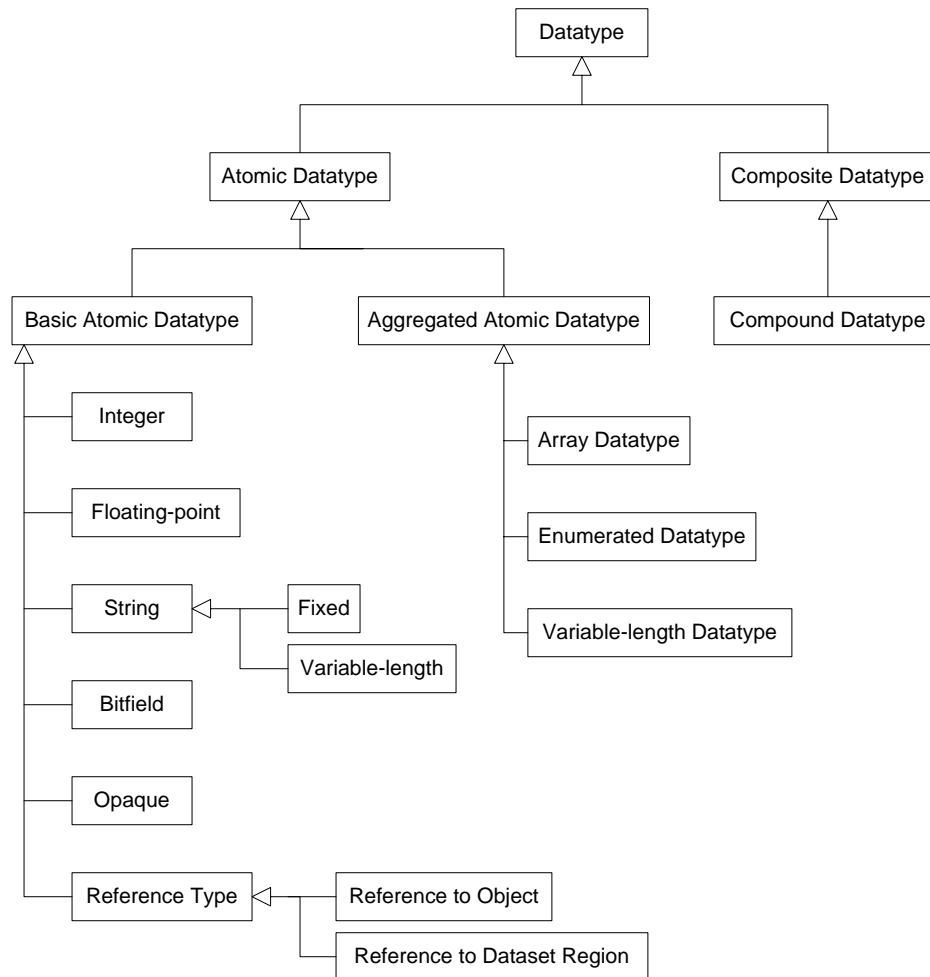 Datatype
Atomic Datatype
Composite Datatype
Basic Atomic Datatype
Aggregated Atomic Datatype
Compound Datatype
Integer
Array Datatype
Floating-point
Enumerated Datatype
String
Fixed
Variable-length Datatype
Variable-length
Bitfield
Opaque
Reference Type
Reference to Object
Reference to Dataset Region